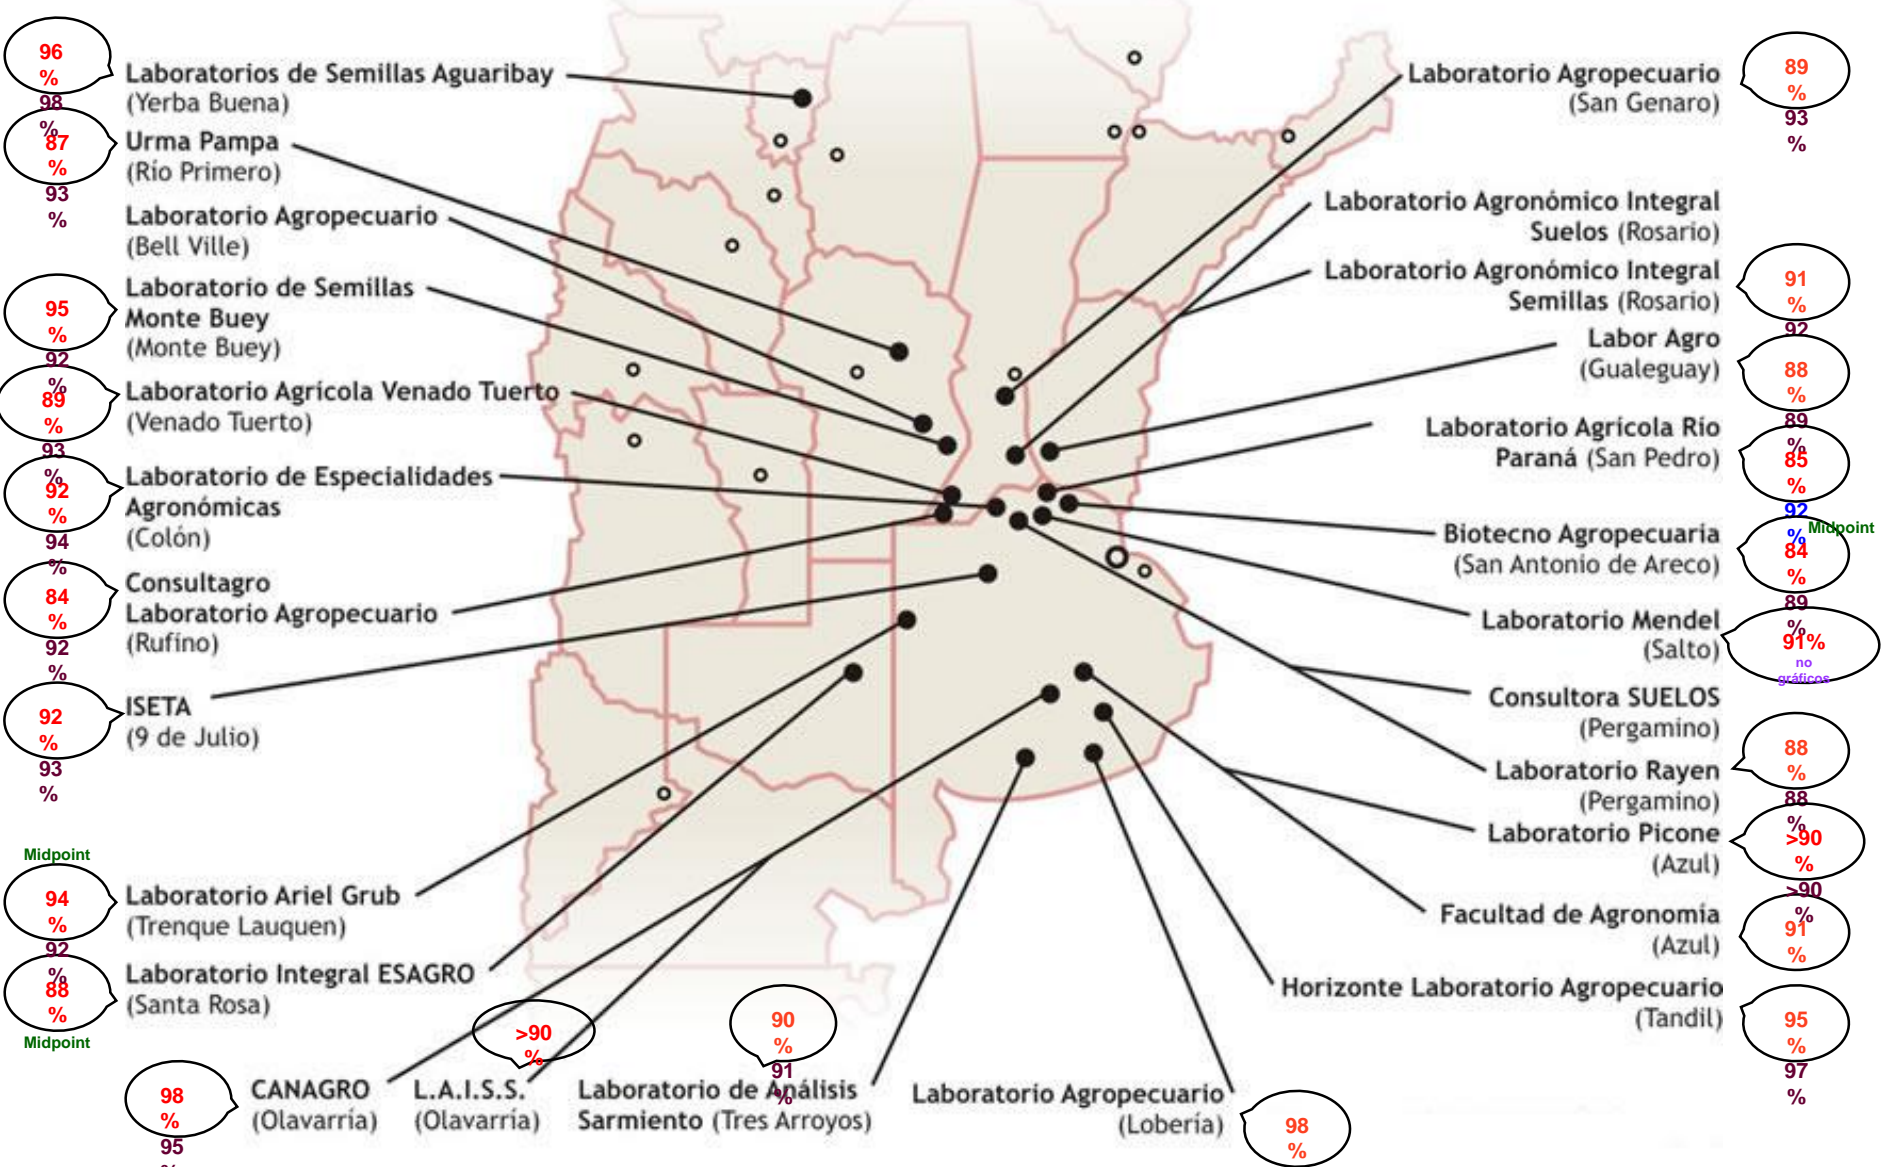 96
%
98
%
Laboratorios de Semillas Aguaribay
(Yerba Buena)
87
%
93
%
Urma Pampa
(Río Primero)
Laboratorio Agropecuario
(Bell Ville)
95
%
92
%
Laboratorio de Semillas
Monte Buey
(Monte Buey)
89
%
93
%
Laboratorio Agrícola Venado Tuerto
(Venado Tuerto)
92
%
94
%
Laboratorio de Especialidades
Agronómicas
(Colón)
84
%
92
%
Consultagro
Laboratorio Agropecuario
(Rufino)
92
%
93
%
ISETA
(9 de Julio)
Midpoint
94
%
92
%
Laboratorio Ariel Grub
(Trenque Lauquen)
88
%
Midpoint
Laboratorio Integral ESAGRO
(Santa Rosa)
98
%
95
%
CANAGRO
(Olavarría)
>90
%
L.A.I.S.S.
(Olavarría)
90
%
91
%
Laboratorio de Análisis
Sarmiento (Tres Arroyos)
Laboratorio Agropecuario
(Lobería)
98
%
Laboratorio Agropecuario
(San Genaro)
89
%
93
%
Laboratorio Agronómico Integral
Suelos (Rosario)
Laboratorio Agronómico Integral
Semillas (Rosario)
91
%
92
Labor Agro
(Gualeguay)
88
%
89
%
Laboratorio Agrícola Río
Paraná (San Pedro)
85
%
92
%
Midpoint
Biotecno Agropecuaria
(San Antonio de Areco)
84
%
89
%
Laboratorio Mendel
(Salto)
91%
no
gráficos
Consultora SUELOS
(Pergamino)
Laboratorio Rayen
(Pergamino)
88
%
88
%
Laboratorio Picone
(Azul)
>90
%
>90
%
Facultad de Agronomía
(Azul)
91
%
Horizonte Laboratorio Agropecuario
(Tandil)
95
%
97
%